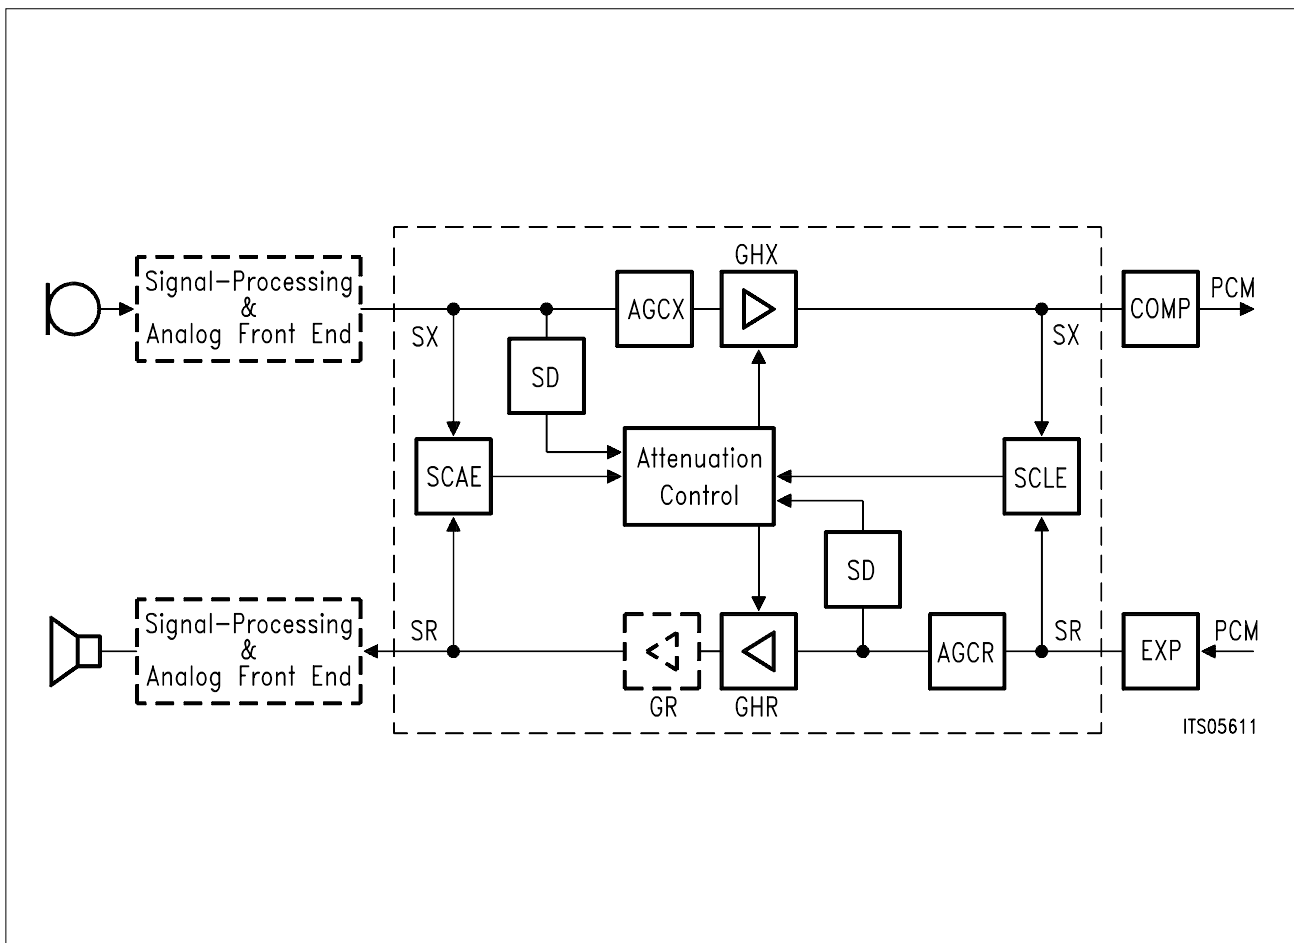 GHX
Signal-Processing
&
Analog Front End
SX
AGCX
SX
COMP
PCM
SD
SCAE
Attenuation
Control
SCLE
SD
Signal-Processing
&
Analog Front End
SR
GR
GHR
AGCR
SR
EXP
PCM
ITS05611